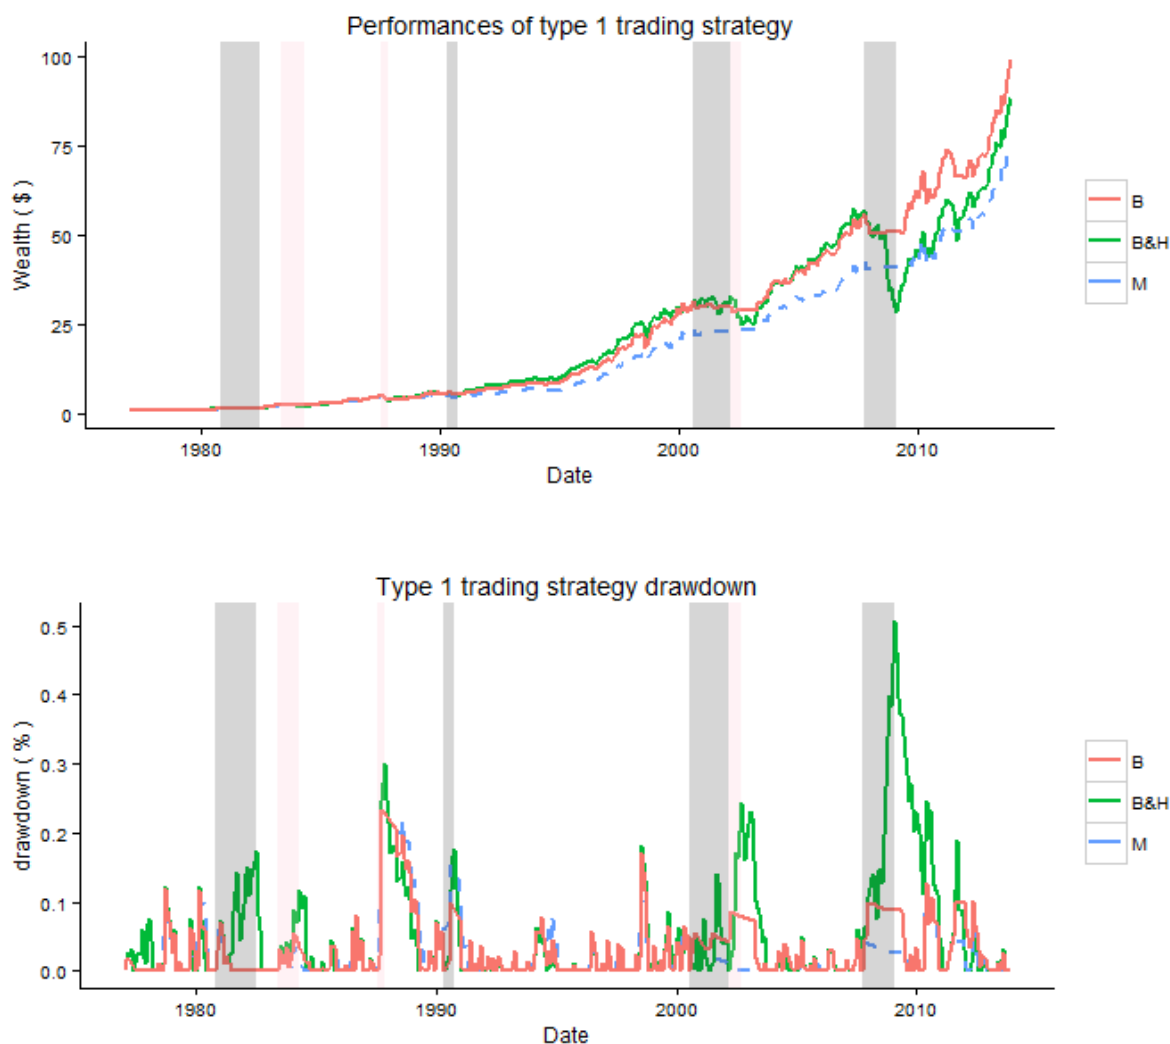 Performances of type 1 trading strategy
100
75
50
25
0
Wealth ( $ )
1980 1990 2000 2010
Date
B
B&H
M
Type 1 trading strategy drawdown
0.5
0.4
0.3
0.2
0.1
0.0
drawdown ( % )
1980 1990 2000 2010
Date
B
B&H
M